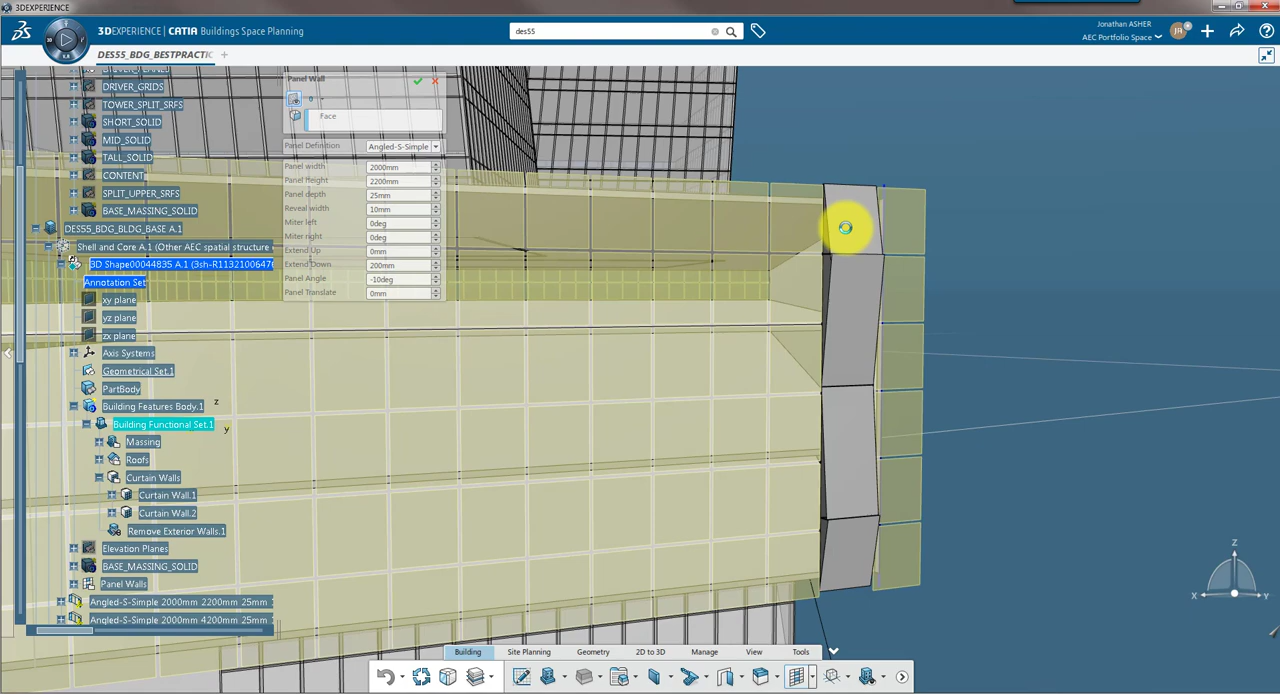 3DEXPERIENCE
3DEXPERIENCE | CATIA Buildings Space Planning
des55
Jonathan ASHER
AEC Portfolio Space
DES55_BDG_BESTPRACTIC
DRIVER_GRIDS
TOWER_SPLIT_SRFS
SHORT_SOLID
MID_SOLID
TALL_SOLID
CONTENT
SPLIT_UPPER_SRFS
BASE_MASSING_SOLID
DES55_BDG_BLDG_BASE A.1
Shell and Core A.1 (Other AEC spatial structure
3D Shape00044835 A.1 (3sh-R1132100647
Annotation Set
xy plane
yz plane
zx plane
Axis Systems
Geometrical Set.1
PartBody
Building Features Body.1
Building Functional Set.1
Massing
Roofs
Curtain Walls
Curtain Wall.1
Curtain Wall.2
Remove Exterior Walls.1
Elevation Planes
BASE_MASSING_SOLID
Panel Walls
Angled-S-Simple 2000mm 2200mm 25mm
Angled-S-Simple 2000mm 4200mm 25mm
Panel Wall
0
Face
Panel Definition Angled-S-Simple
Panel width 2000mm
Panel Height 2200mm
Panel depth 25mm
Reveal width 10mm
Miter left 0deg
Miter right 0deg
Extend Up 0mm
Extend Down 200mm
Panel Angle -10deg
Panel Translate 0mm
z
y
Z
X Y
Building Site Planning Geometry 2D to 3D Manage View Tools